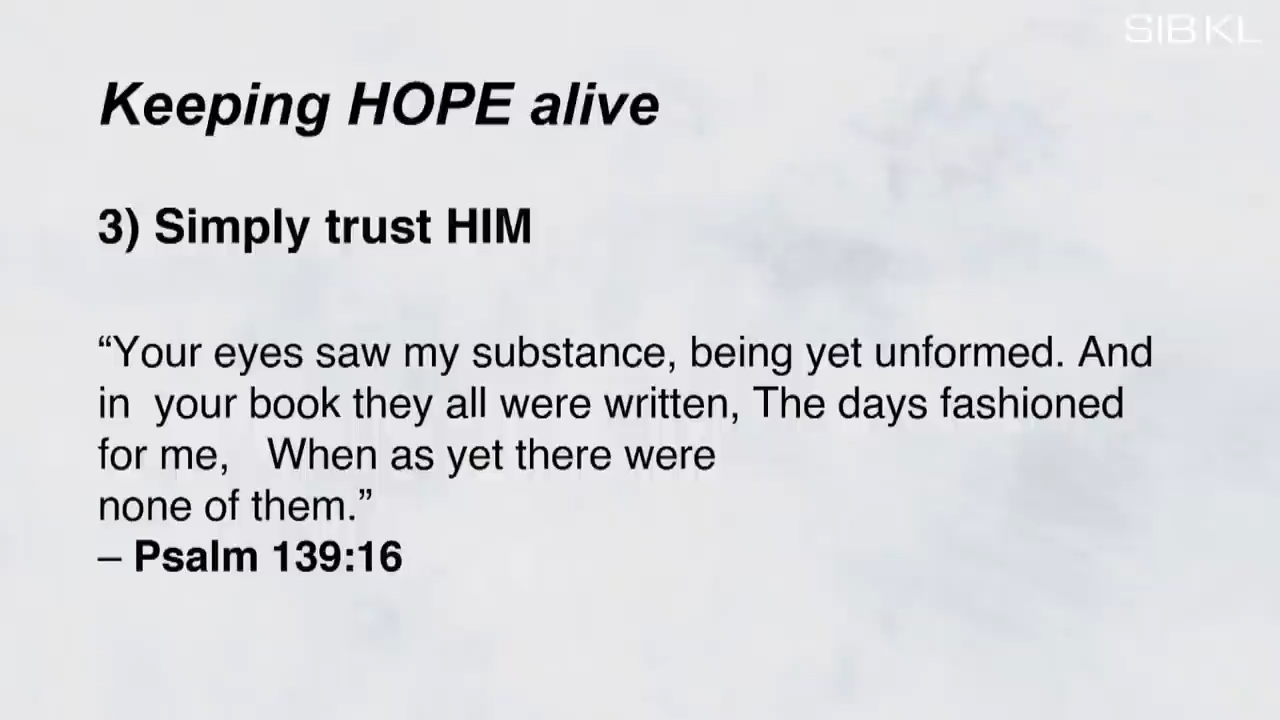 SIBKL
Keeping HOPE alive
3) Simply trust HIM
“Your eyes saw my substance, being yet unformed. And
in  your book they all were written, The days fashioned
for me,   When as yet there were
none of them.”
– Psalm 139:16